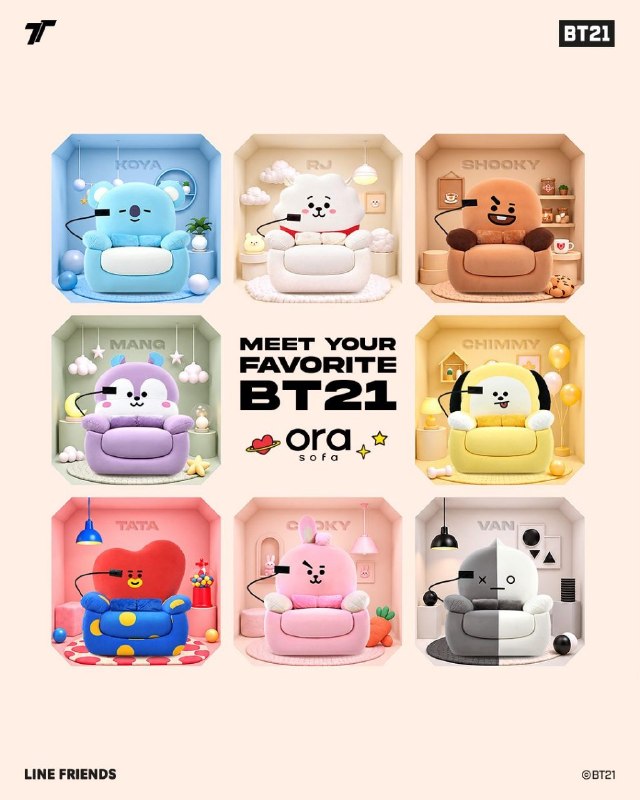 BT21
KOYA
RJ
SHOOKY
MANG
MEET YOUR
FAVORITE
BT21
ora
sofa
CHIMMY
TATA
COOKY
VAN
LINE FRIENDS
©BT21